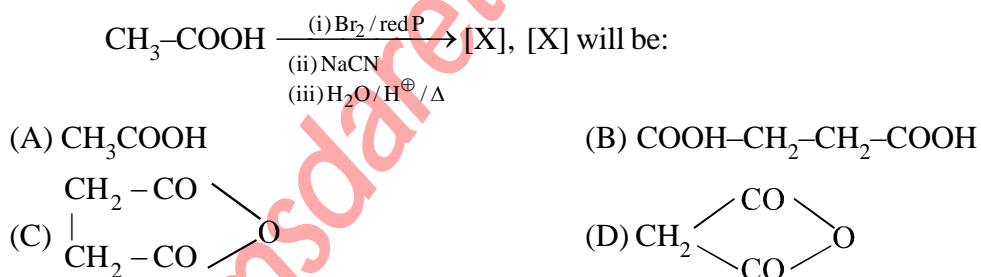 CH₃–COOH (i) Br₂ / red P → [X], [X] will be:
(ii) NaCN
(iii) H₂O / H⊕ / Δ
(A) CH₃COOH (B) COOH–CH₂–CH₂–COOH
(C) CH₂ – CO
O
CH₂ – CO
(D) CH₂ CO O
CO